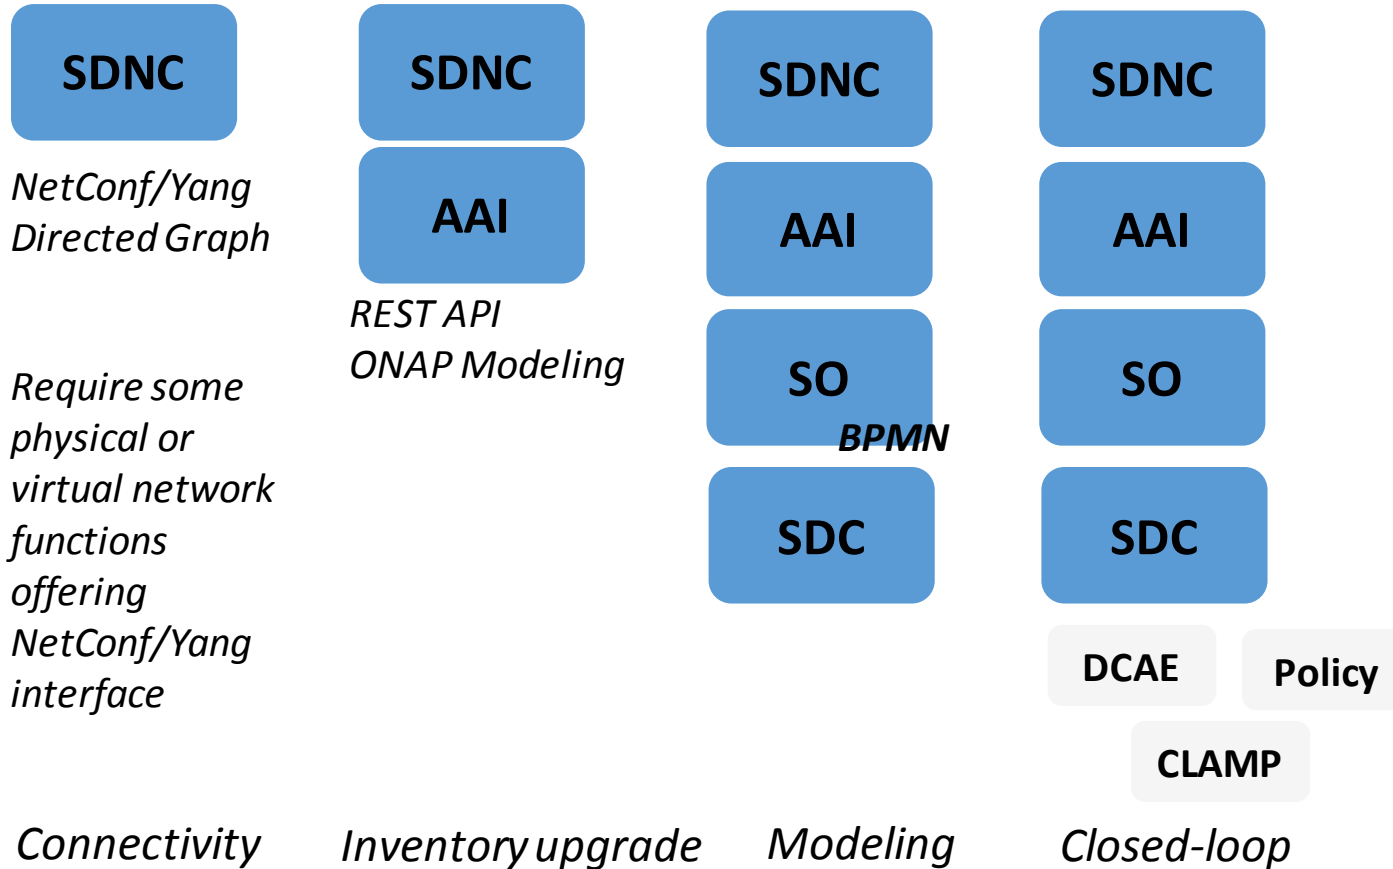 SDNC
NetConf/Yang
Directed Graph
Require some
physical or
virtual network
functions
offering
NetConf/Yang
interface
Connectivity
SDNC
AAI
REST API
ONAP Modeling
Inventory upgrade
SDNC
AAI
SO
BPMN
SDC
Modeling
SDNC
AAI
SO
SDC
DCAE
Policy
CLAMP
Closed-loop